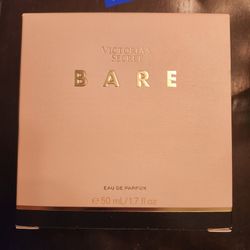 VICTORIA'S
SECRET
BARE
EAU DE PARFUM
℮50 mL / 1.7 fl oz